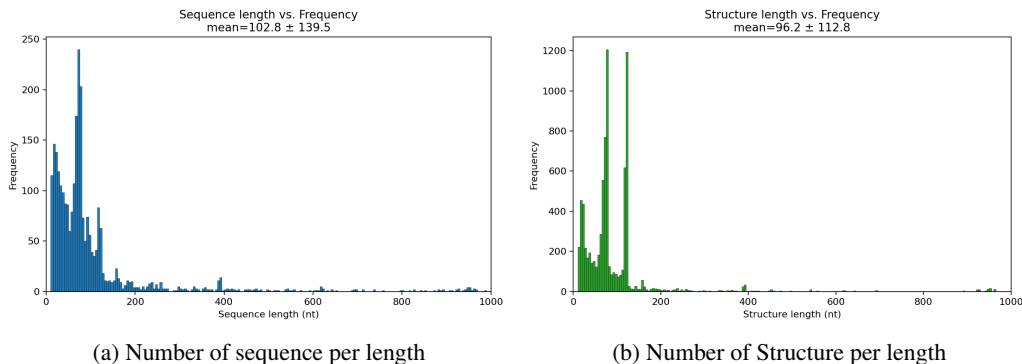 Sequence length vs. Frequency
mean=102.8 ± 139.5
250
200
150
100
50
0
Frequency
0 200 400 600 800 1000
Sequence length (nt)
(a) Number of sequence per length
Structure length vs. Frequency
mean=96.2 ± 112.8
1200
1000
800
600
400
200
0
Frequency
0 200 400 600 800 1000
Structure length (nt)
(b) Number of Structure per length